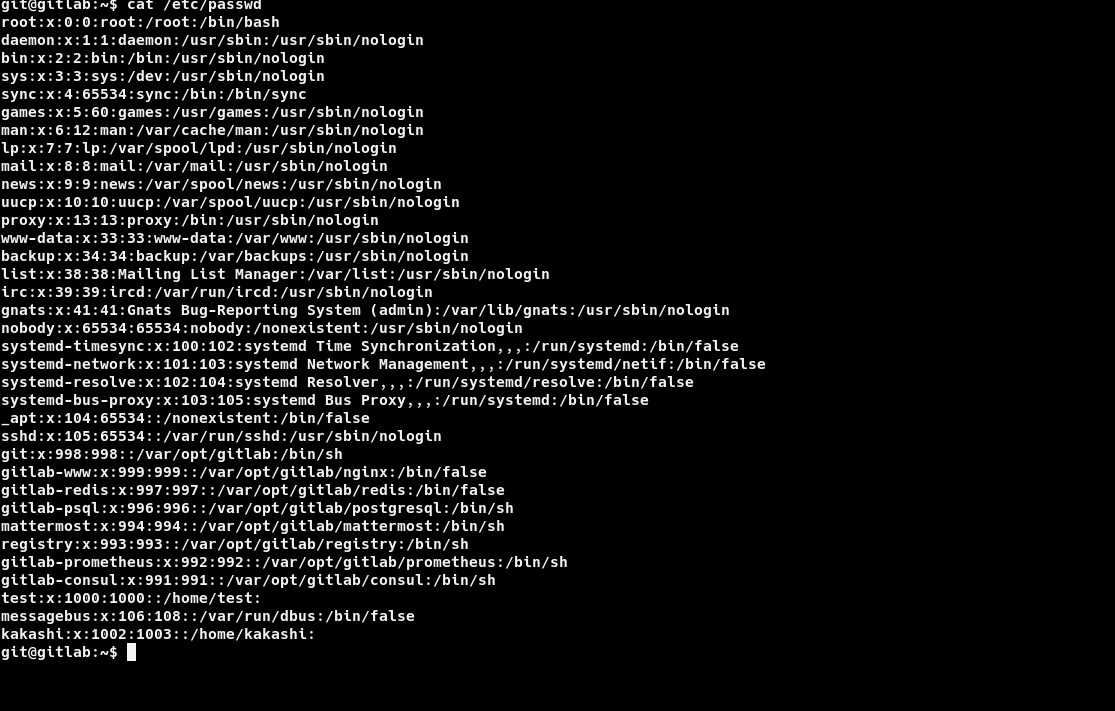 git@gitlab:~$ cat /etc/passwd
root:x:0:0:root:/root:/bin/bash
daemon:x:1:1:daemon:/usr/sbin:/usr/sbin/nologin
bin:x:2:2:bin:/bin:/usr/sbin/nologin
sys:x:3:3:sys:/dev:/usr/sbin/nologin
sync:x:4:65534:sync:/bin:/bin/sync
games:x:5:60:games:/usr/games:/usr/sbin/nologin
man:x:6:12:man:/var/cache/man:/usr/sbin/nologin
lp:x:7:7:lp:/var/spool/lpd:/usr/sbin/nologin
mail:x:8:8:mail:/var/mail:/usr/sbin/nologin
news:x:9:9:news:/var/spool/news:/usr/sbin/nologin
uucp:x:10:10:uucp:/var/spool/uucp:/usr/sbin/nologin
proxy:x:13:13:proxy:/bin:/usr/sbin/nologin
www-data:x:33:33:www-data:/var/www:/usr/sbin/nologin
backup:x:34:34:backup:/var/backups:/usr/sbin/nologin
list:x:38:38:Mailing List Manager:/var/list:/usr/sbin/nologin
irc:x:39:39:ircd:/var/run/ircd:/usr/sbin/nologin
gnats:x:41:41:Gnats Bug-Reporting System (admin):/var/lib/gnats:/usr/sbin/nologin
nobody:x:65534:65534:nobody:/nonexistent:/usr/sbin/nologin
systemd-timesync:x:100:102:systemd Time Synchronization,,,:/run/systemd:/bin/false
systemd-network:x:101:103:systemd Network Management,,,:/run/systemd/netif:/bin/false
systemd-resolve:x:102:104:systemd Resolver,,,:/run/systemd/resolve:/bin/false
systemd-bus-proxy:x:103:105:systemd Bus Proxy,,,:/run/systemd:/bin/false
_apt:x:104:65534::/nonexistent:/bin/false
sshd:x:105:65534::/var/run/sshd:/usr/sbin/nologin
git:x:998:998::/var/opt/gitlab:/bin/sh
gitlab-www:x:999:999::/var/opt/gitlab/nginx:/bin/false
gitlab-redis:x:997:997::/var/opt/gitlab/redis:/bin/false
gitlab-psql:x:996:996::/var/opt/gitlab/postgresql:/bin/sh
mattermost:x:994:994::/var/opt/gitlab/mattermost:/bin/sh
registry:x:993:993::/var/opt/gitlab/registry:/bin/sh
gitlab-prometheus:x:992:992::/var/opt/gitlab/prometheus:/bin/sh
gitlab-consul:x:991:991::/var/opt/gitlab/consul:/bin/sh
test:x:1000:1000::/home/test:
messagebus:x:106:108::/var/run/dbus:/bin/false
kakashi:x:1002:1003::/home/kakashi:
git@gitlab:~$